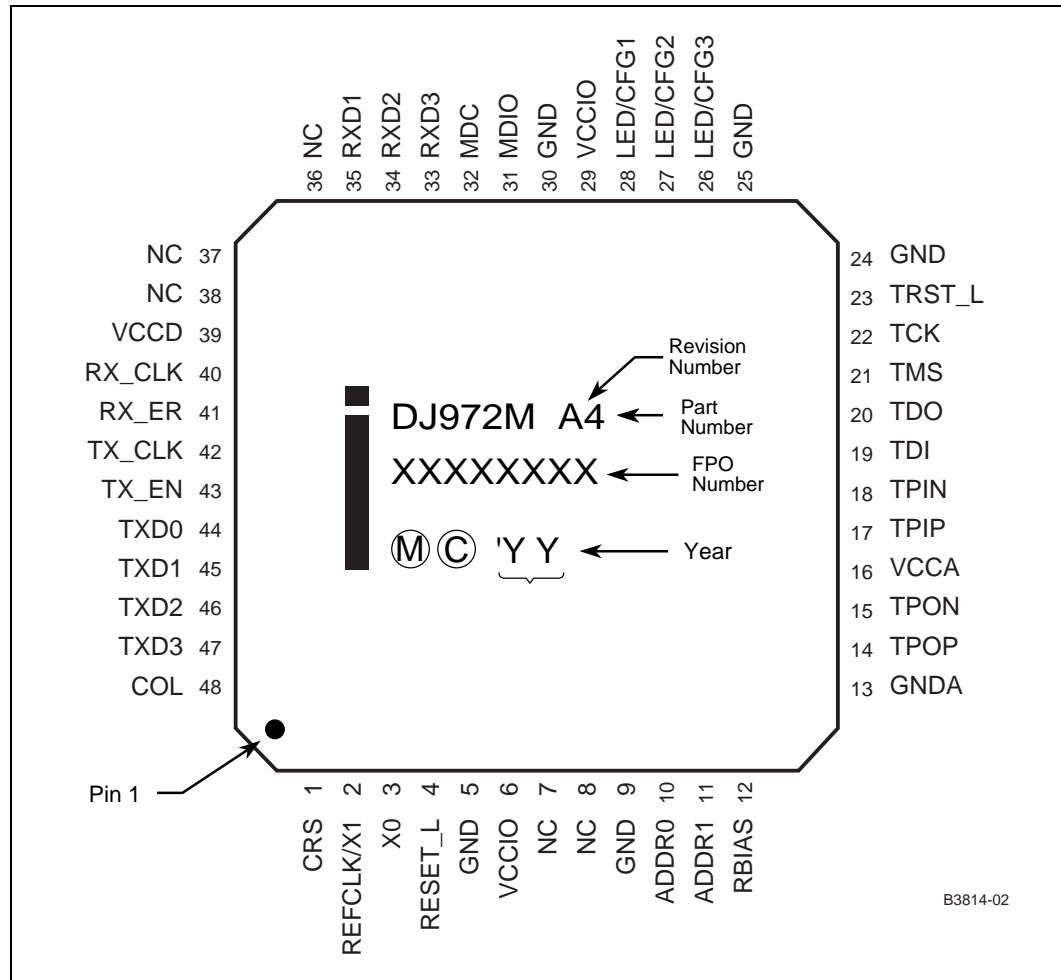 36 NC
35 RXD1
34 RXD2
33 RXD3
32 MDC
31 MDIO
30 GND
29 VCCIO
28 LED/CFG1
27 LED/CFG2
26 LED/CFG3
25 GND
NC 37
NC 38
VCCD 39
RX_CLK 40
RX_ER 41
TX_CLK 42
TX_EN 43
TXD0 44
TXD1 45
TXD2 46
TXD3 47
COL 48
Revision
Number
DJ972M A4
Part
Number
XXXXXXXX
FPO
Number
M C 'Y Y
Year
24 GND
23 TRST_L
22 TCK
21 TMS
20 TDO
19 TDI
18 TPIN
17 TPIP
16 VCCA
15 TPON
14 TPOP
13 GNDA
Pin 1
CRS 1
REFCLK/X1 2
X0 3
RESET_L 4
GND 5
VCCIO 6
NC 7
NC 8
GND 9
ADDR0 10
ADDR1 11
RBIAS 12
B3814-02